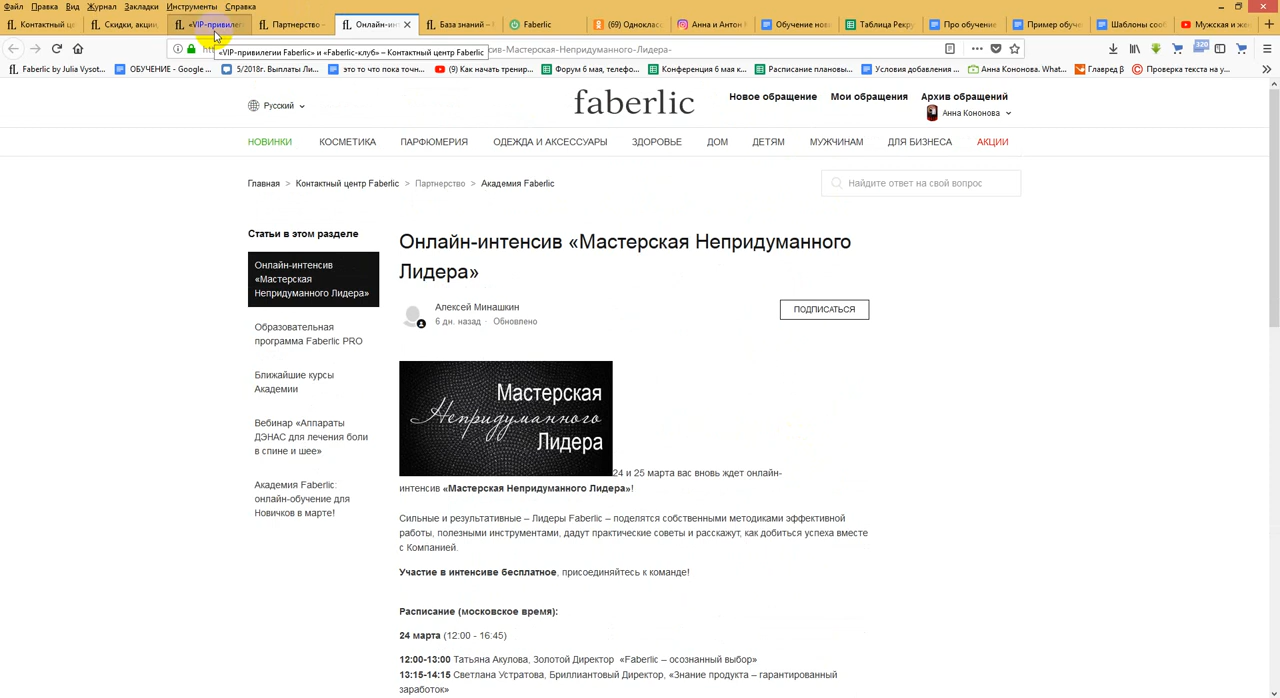 Файл Правка Вид Журнал Закладки Инструменты Справка
Контактный це Скидки, акции, «VIP-привилег Партнерство – Онлайн-ин База знаний – Faberlic (69) Одноклас Анна и Антон Обучение нов Таблица Рекру Про обучение Пример обуче Шаблоны сооб Мужская и же
«VIP-привилегии Faberlic» и «Faberlic-клуб» – Контактный центр Faberlic
сив-Мастерская-Непридуманного-Лидера-
320
Faberlic by Julia Vysot... ОБУЧЕНИЕ - Google ... 5/2018г. Выплаты Ли... это то что пока точн... (9) Как начать тренир... Форум 6 мая, телефо... Конференция 6 мая к... Расписание плановы... Условия добавления ... Анна Кононова. What... Главред β Проверка текста на у...
Русский
faberlic
Новое обращение Мои обращения Архив обращений
Анна Кононова
НОВИНКИ КОСМЕТИКА ПАРФЮМЕРИЯ ОДЕЖДА И АКСЕССУАРЫ ЗДОРОВЬЕ ДОМ ДЕТЯМ МУЖЧИНАМ ДЛЯ БИЗНЕСА АКЦИИ
Главная > Контактный центр Faberlic > Партнерство > Академия Faberlic
Найдите ответ на свой вопрос
Статьи в этом разделе
Онлайн-интенсив
«Мастерская
Непридуманного Лидера»
Образовательная
программа Faberlic PRO
Ближайшие курсы
Академии
Вебинар «Аппараты
ДЭНАС для лечения боли
в спине и шее»
Академия Faberlic:
онлайн-обучение для
Новичков в марте!
Онлайн-интенсив «Мастерская Непридуманного
Лидера»
Алексей Минашкин
6 дн. назад · Обновлено
ПОДПИСАТЬСЯ
Мастерская
Непридуманного
Лидера
24 и 25 марта вас вновь ждет онлайн-
интенсив «Мастерская Непридуманного Лидера»!
Сильные и результативные – Лидеры Faberlic – поделятся собственными методиками эффективной
работы, полезными инструментами, дадут практические советы и расскажут, как добиться успеха вместе
с Компанией.
Участие в интенсиве бесплатное, присоединяйтесь к команде!
Расписание (московское время):
24 марта (12:00 - 16:45)
12:00-13:00 Татьяна Акулова, Золотой Директор «Faberlic – осознанный выбор»
13:15-14:15 Светлана Устратова, Бриллиантовый Директор, «Знание продукта – гарантированный
заработок»